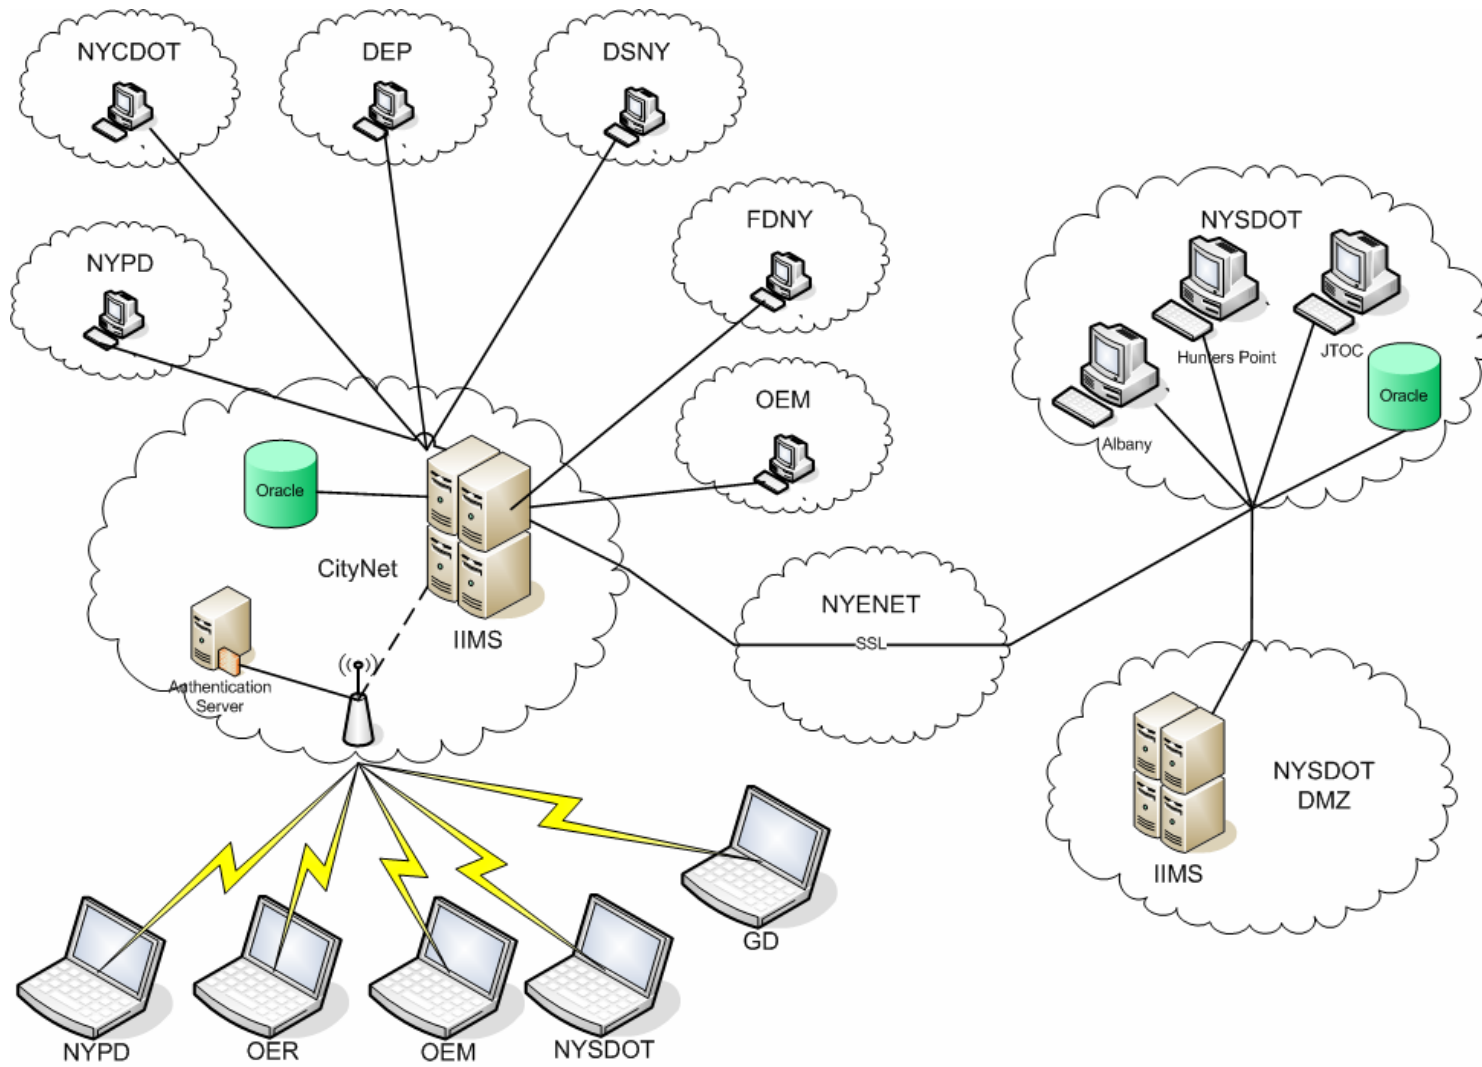 NYCDOT
DEP
DSNY
NYPD
FDNY
NYSDOT
Hunters Point
JTOC
Oracle
Albany
OEM
Oracle
CityNet
IIMS
NYENET
SSL
Authentication
Server
NYSDOT
DMZ
IIMS
GD
NYPD
OER
OEM
NYSDOT